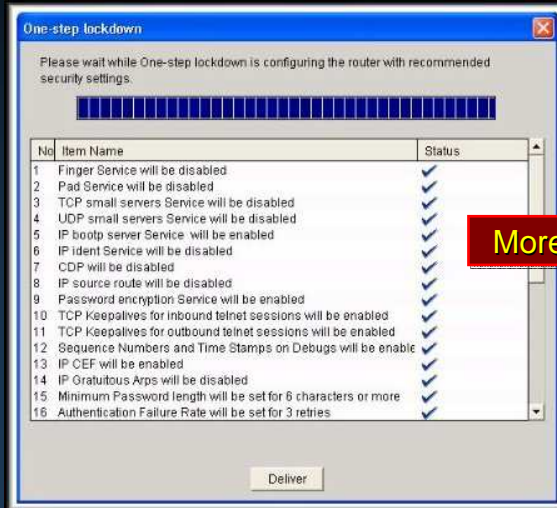 One-step lockdown
Please wait while One-step lockdown is configuring the router with recommended
security settings.
No Item Name Status
1 Finger Service will be disabled
2 Pad Service will be disabled
3 TCP small servers Service will be disabled
4 UDP small servers Service will be disabled
5 IP bootp server Service will be enabled
6 IP ident Service will be disabled
7 CDP will be disabled
8 IP source route will be disabled
9 Password encryption Service will be enabled
10 TCP Keepalives for inbound telnet sessions will be enabled
11 TCP Keepalives for outbound telnet sessions will be enabled
12 Sequence Numbers and Time Stamps on Debugs will be enable
13 IP CEF will be enabled
14 IP Gratuitous Arps will be disabled
15 Minimum Password length will be set for 6 characters or more
16 Authentication Failure Rate will be set for 3 retries
More
Deliver